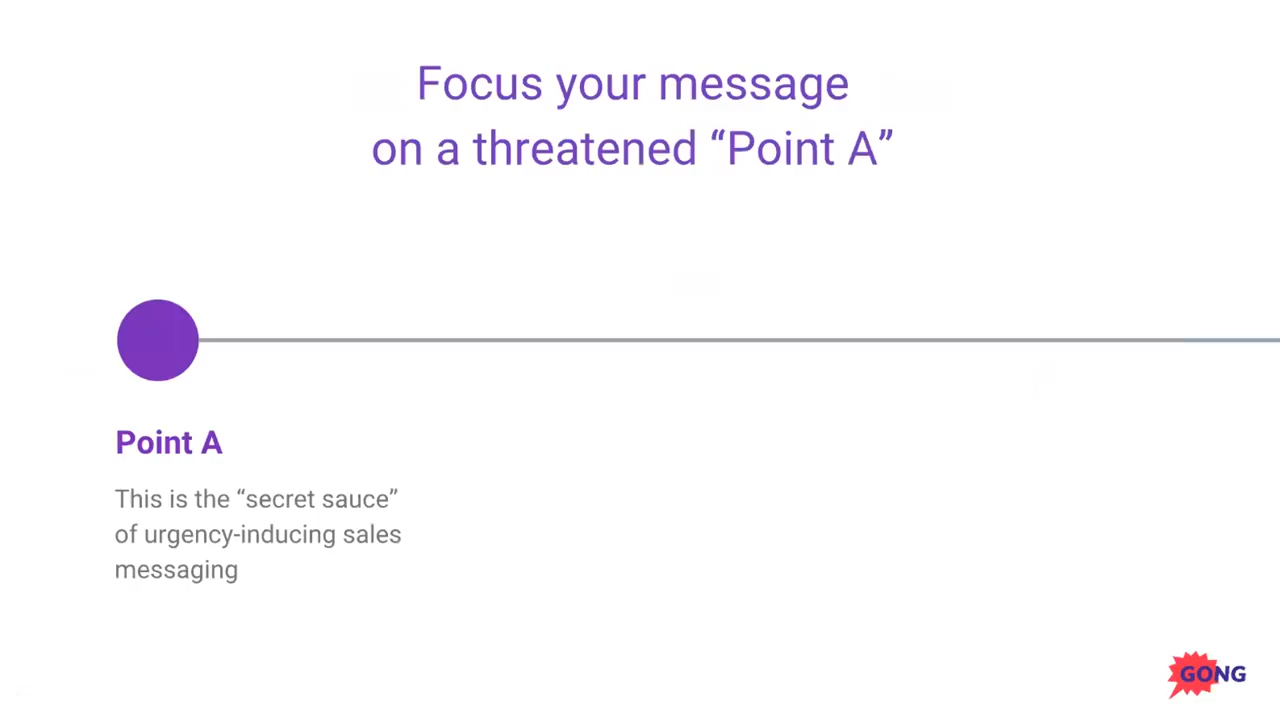 Focus your message
on a threatened “Point A”
Point A
This is the “secret sauce”
of urgency-inducing sales
messaging
GONG